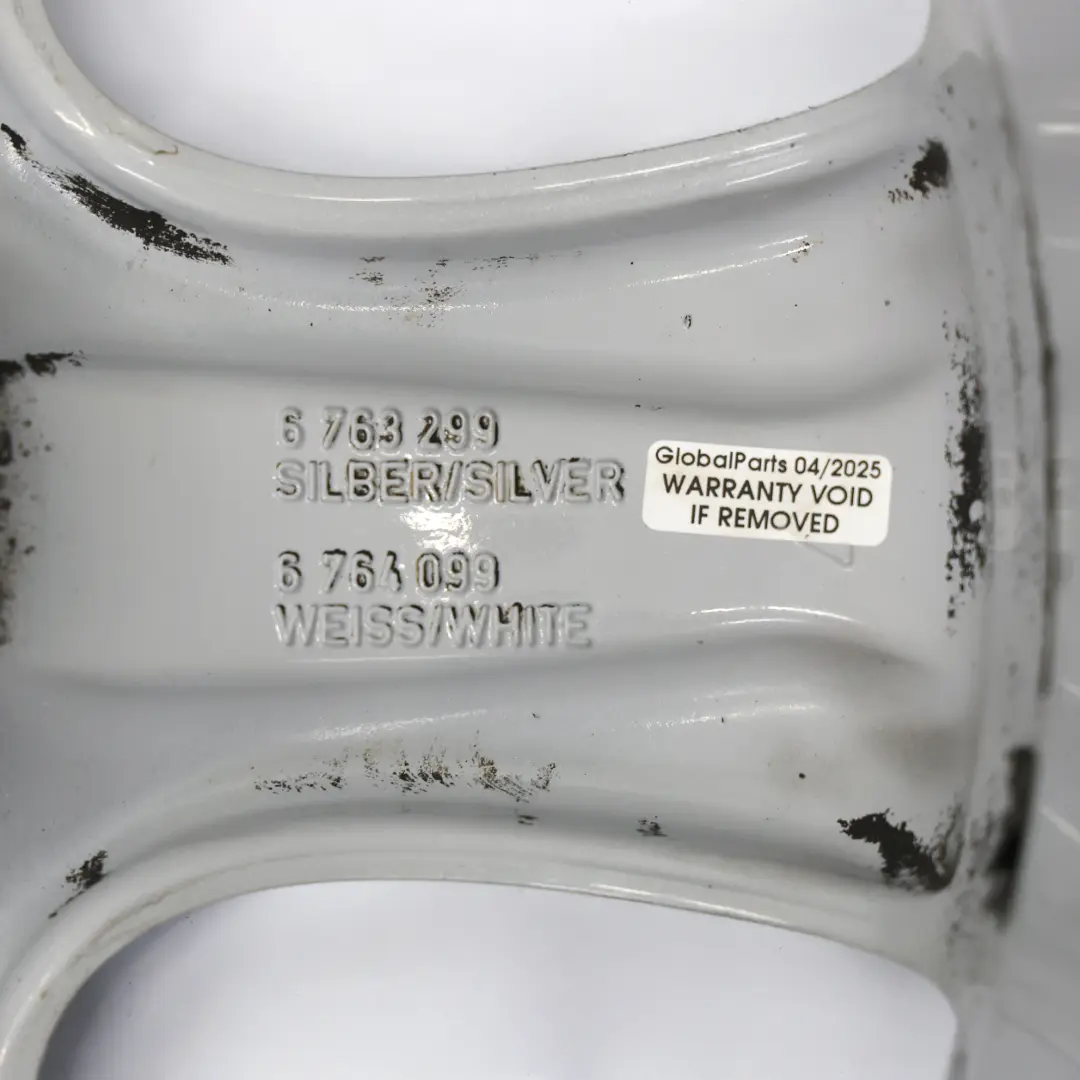 6 763 299
SILBER/SILVER
GlobalParts 04/2025
WARRANTY VOID
IF REMOVED
6 764 099
WEISS/WHITE